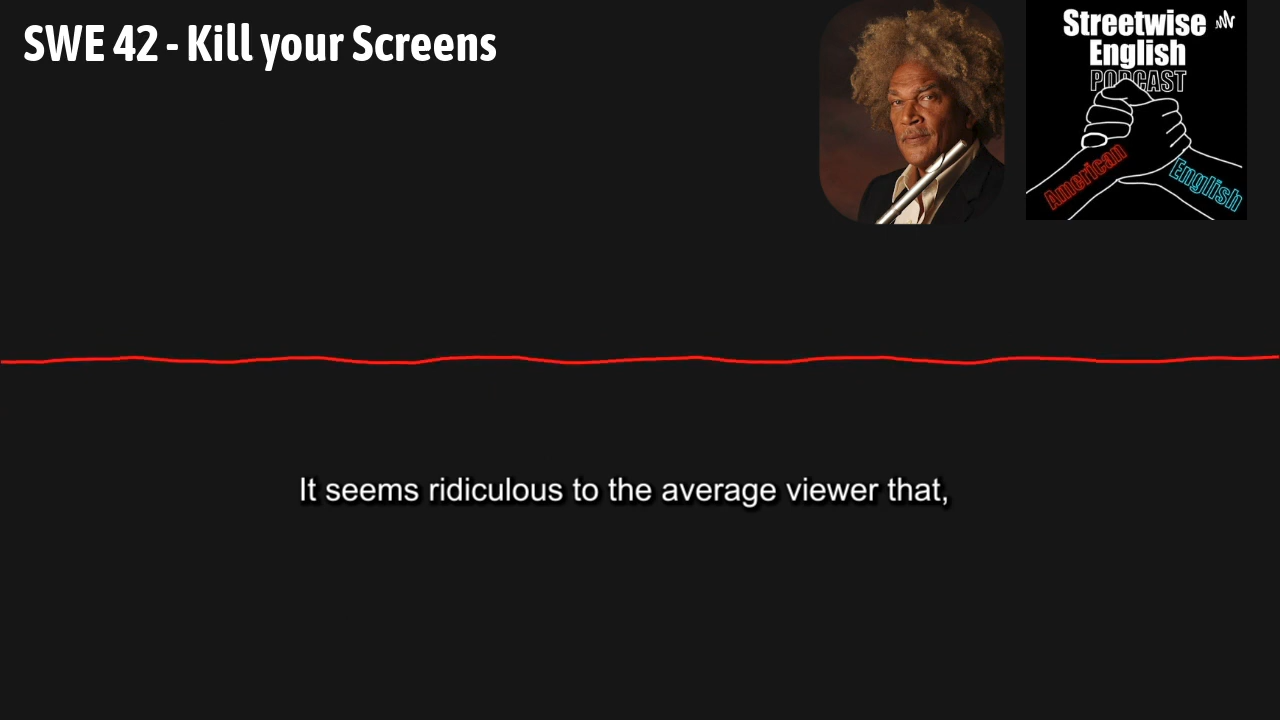 SWE 42 - Kill your Screens
Streetwise
English
PODCAST
American
English
It seems ridiculous to the average viewer that,